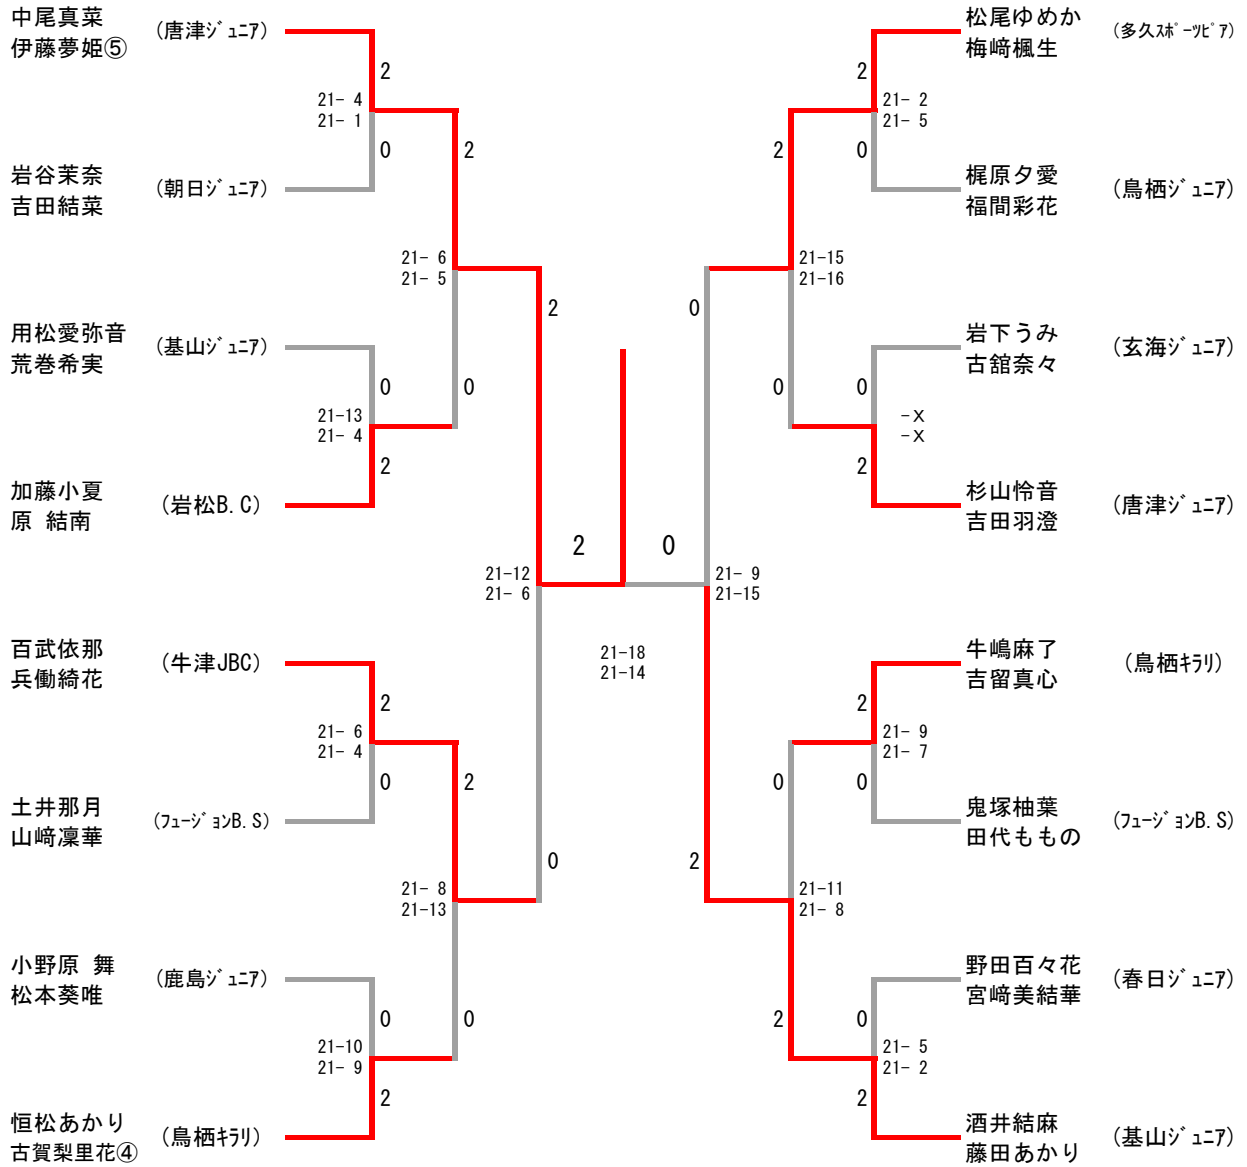 中尾真菜
伊藤夢姫⑤
(唐津ｼﾞｭﾆｱ)
2
21- 4
21- 1
0
2
岩谷茉奈
吉田結菜
(朝日ｼﾞｭﾆｱ)
21- 6
21- 5
2
用松愛弥音
荒巻希実
(基山ｼﾞｭﾆｱ)
0
0
21-13
21- 4
2
加藤小夏
原 結南
(岩松B.C)
2
21-12
21- 6
百武依那
兵働綺花
(牛津JBC)
2
21- 6
21- 4
0
2
土井那月
山﨑凜華
(ﾌｭｰｼﾞｮﾝB.S)
0
21- 8
21-13
小野原 舞
松本葵唯
(鹿島ｼﾞｭﾆｱ)
0
0
21-10
21- 9
2
恒松あかり
古賀梨里花④
(鳥栖ｷﾗﾘ)
21-18
21-14
松尾ゆめか
梅﨑楓生
(多久ｽﾎﾟｰﾂﾋﾟｱ)
2
21- 2
21- 5
2
0
梶原夕愛
福間彩花
(鳥栖ｼﾞｭﾆｱ)
21-15
21-16
0
岩下うみ
古舘奈々
(玄海ｼﾞｭﾆｱ)
0
0
-X
-X
2
杉山怜音
吉田羽澄
(唐津ｼﾞｭﾆｱ)
0
21- 9
21-15
牛嶋麻了
吉留真心
(鳥栖ｷﾗﾘ)
2
21- 9
21- 7
0
0
鬼塚柚葉
田代ももの
(ﾌｭｰｼﾞｮﾝB.S)
2
21-11
21- 8
野田百々花
宮﨑美結華
(春日ｼﾞｭﾆｱ)
2
0
21- 5
21- 2
2
酒井結麻
藤田あかり
(基山ｼﾞｭﾆｱ)